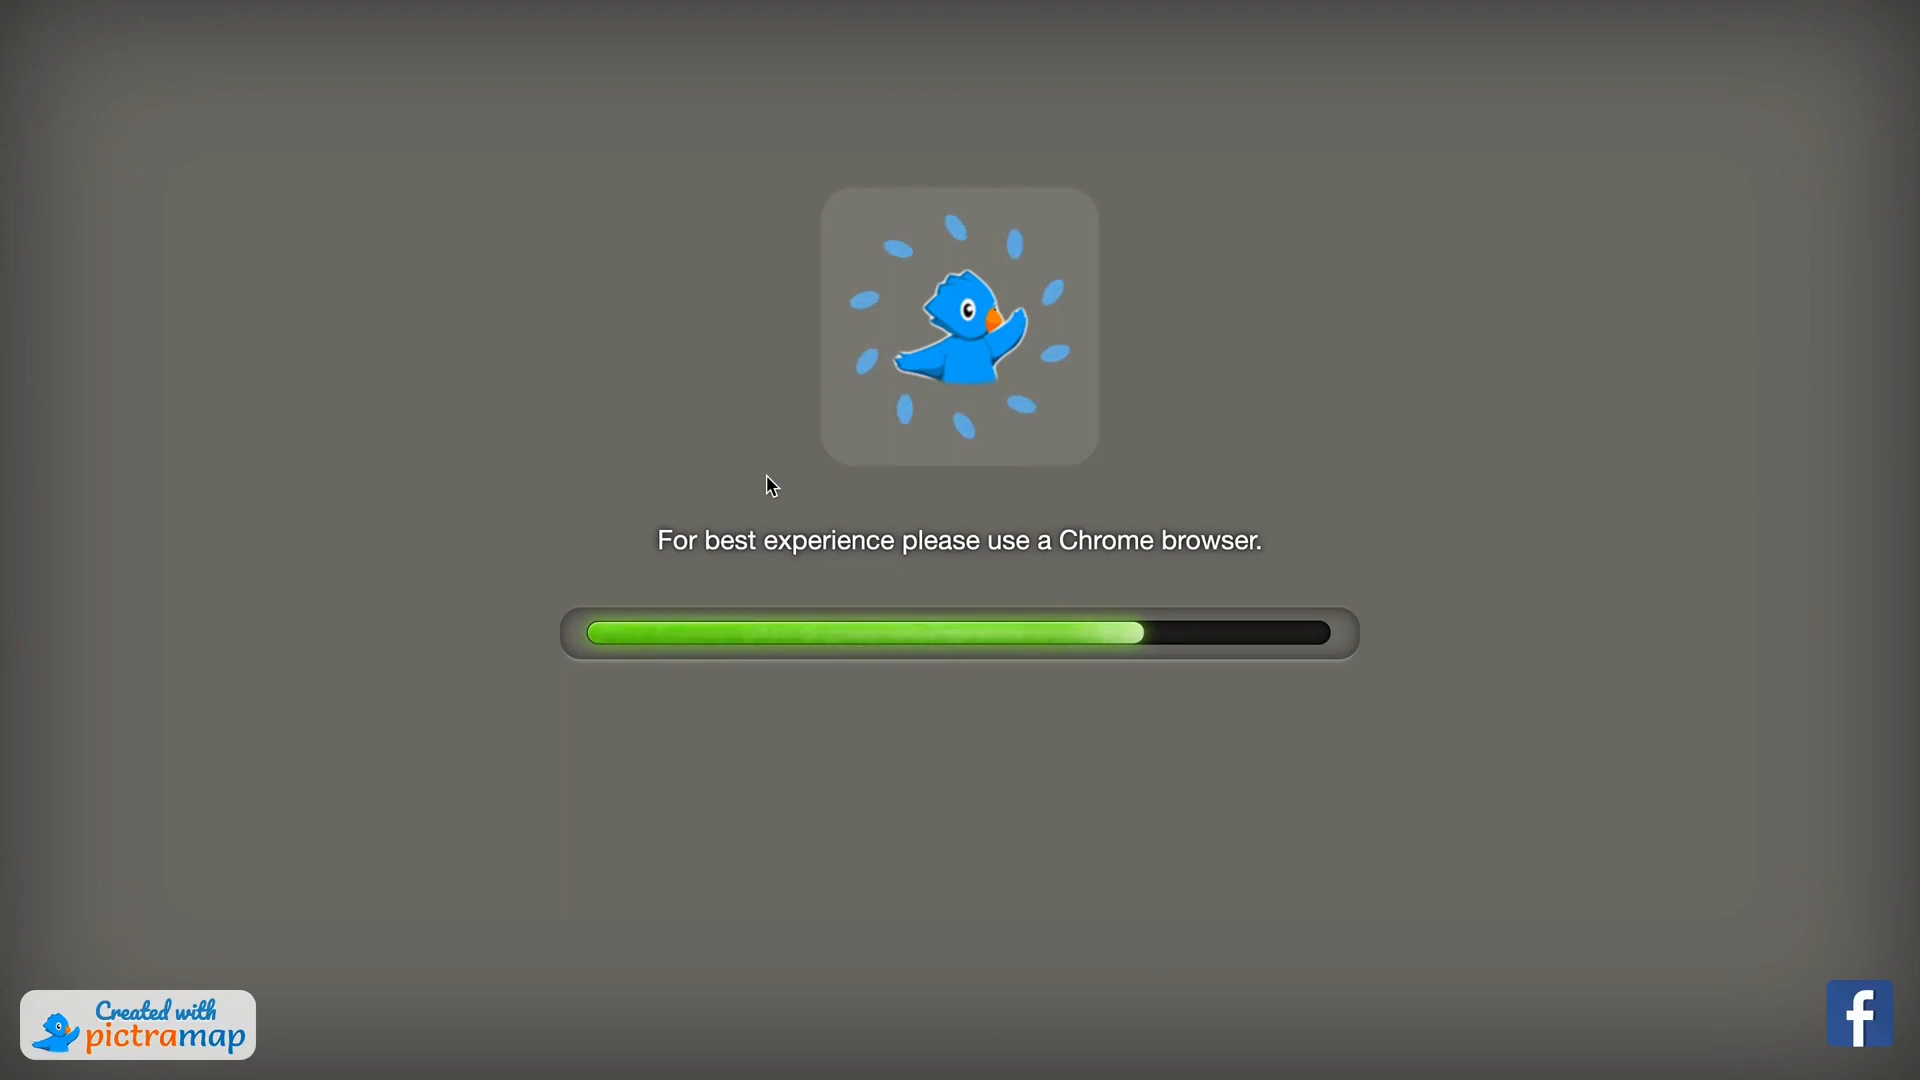 For best experience please use a Chrome browser.
Created with
pictramap
f